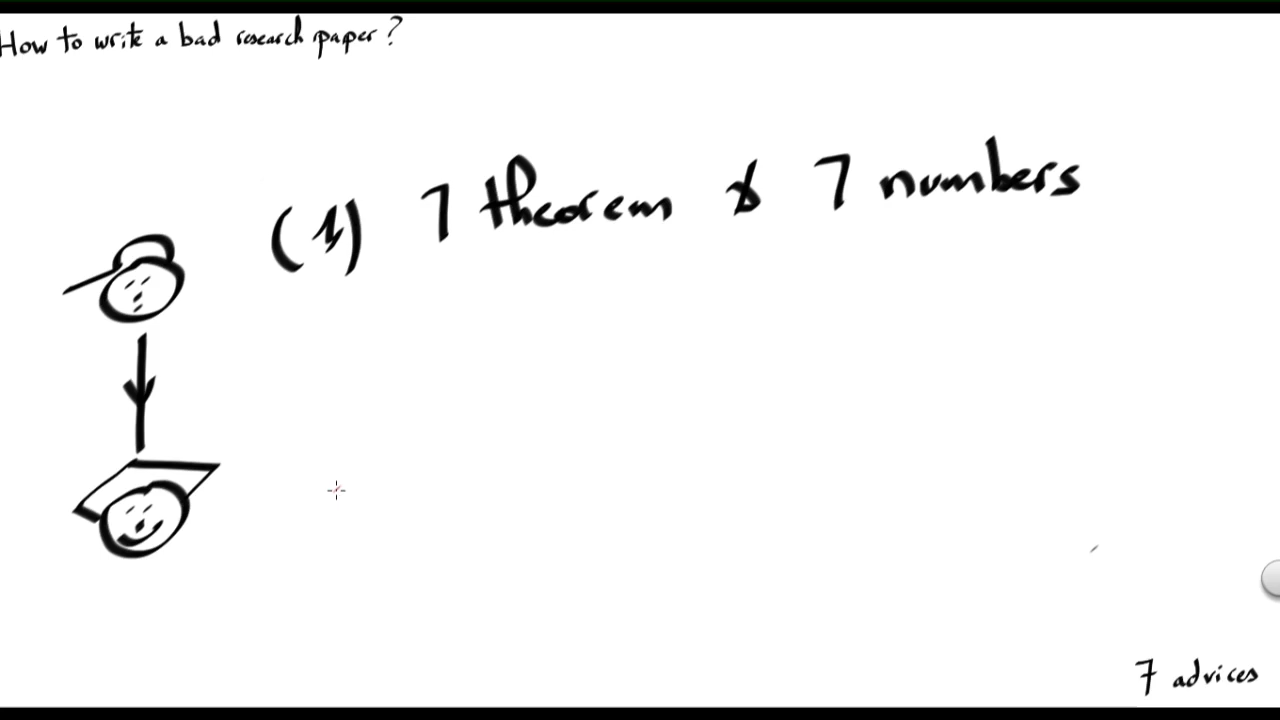 How to write a bad research paper?
(1) 7 theorem & 7 numbers
7 advices